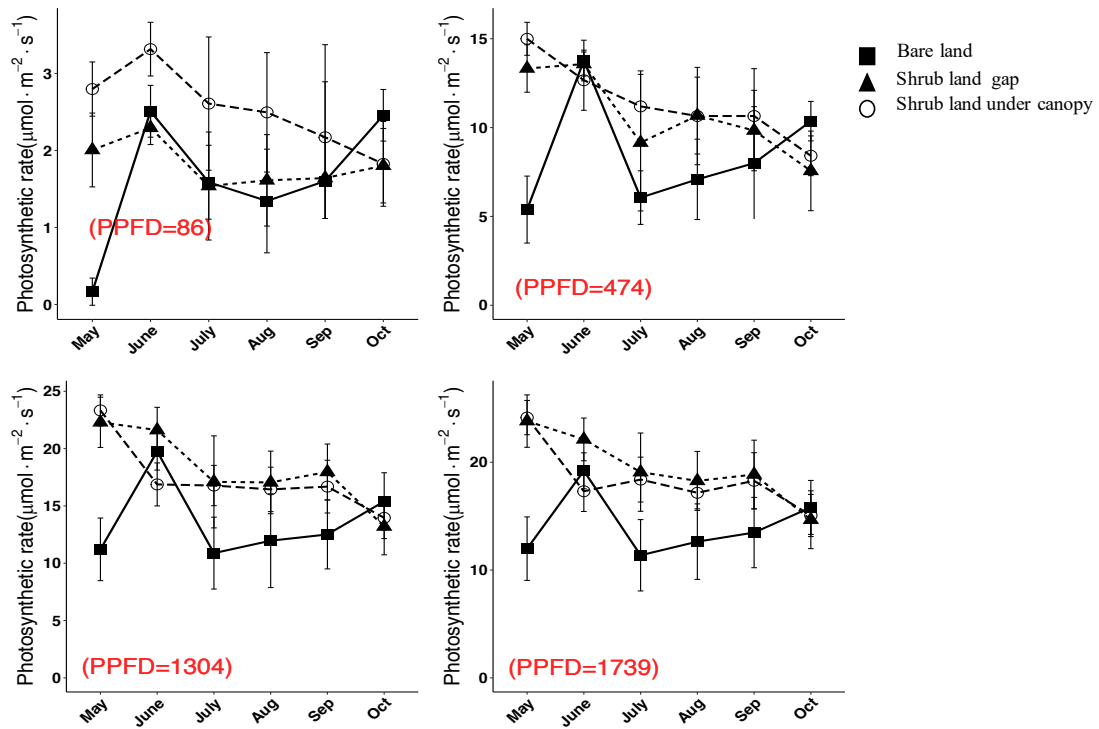 Photosynthetic rate(μmol·m⁻²·s⁻¹)
3
2
1
0
(PPFD=86)
May June July Aug Sep Oct
Photosynthetic rate(μmol·m⁻²·s⁻¹)
15
10
5
0
(PPFD=474)
May June July Aug Sep Oct
Bare land
Shrub land gap
Shrub land under canopy
Photosynthetic rate(μmol·m⁻²·s⁻¹)
25
20
15
10
5
0
(PPFD=1304)
May June July Aug Sep Oct
Photosynthetic rate(μmol·m⁻²·s⁻¹)
20
10
0
(PPFD=1739)
May June July Aug Sep Oct